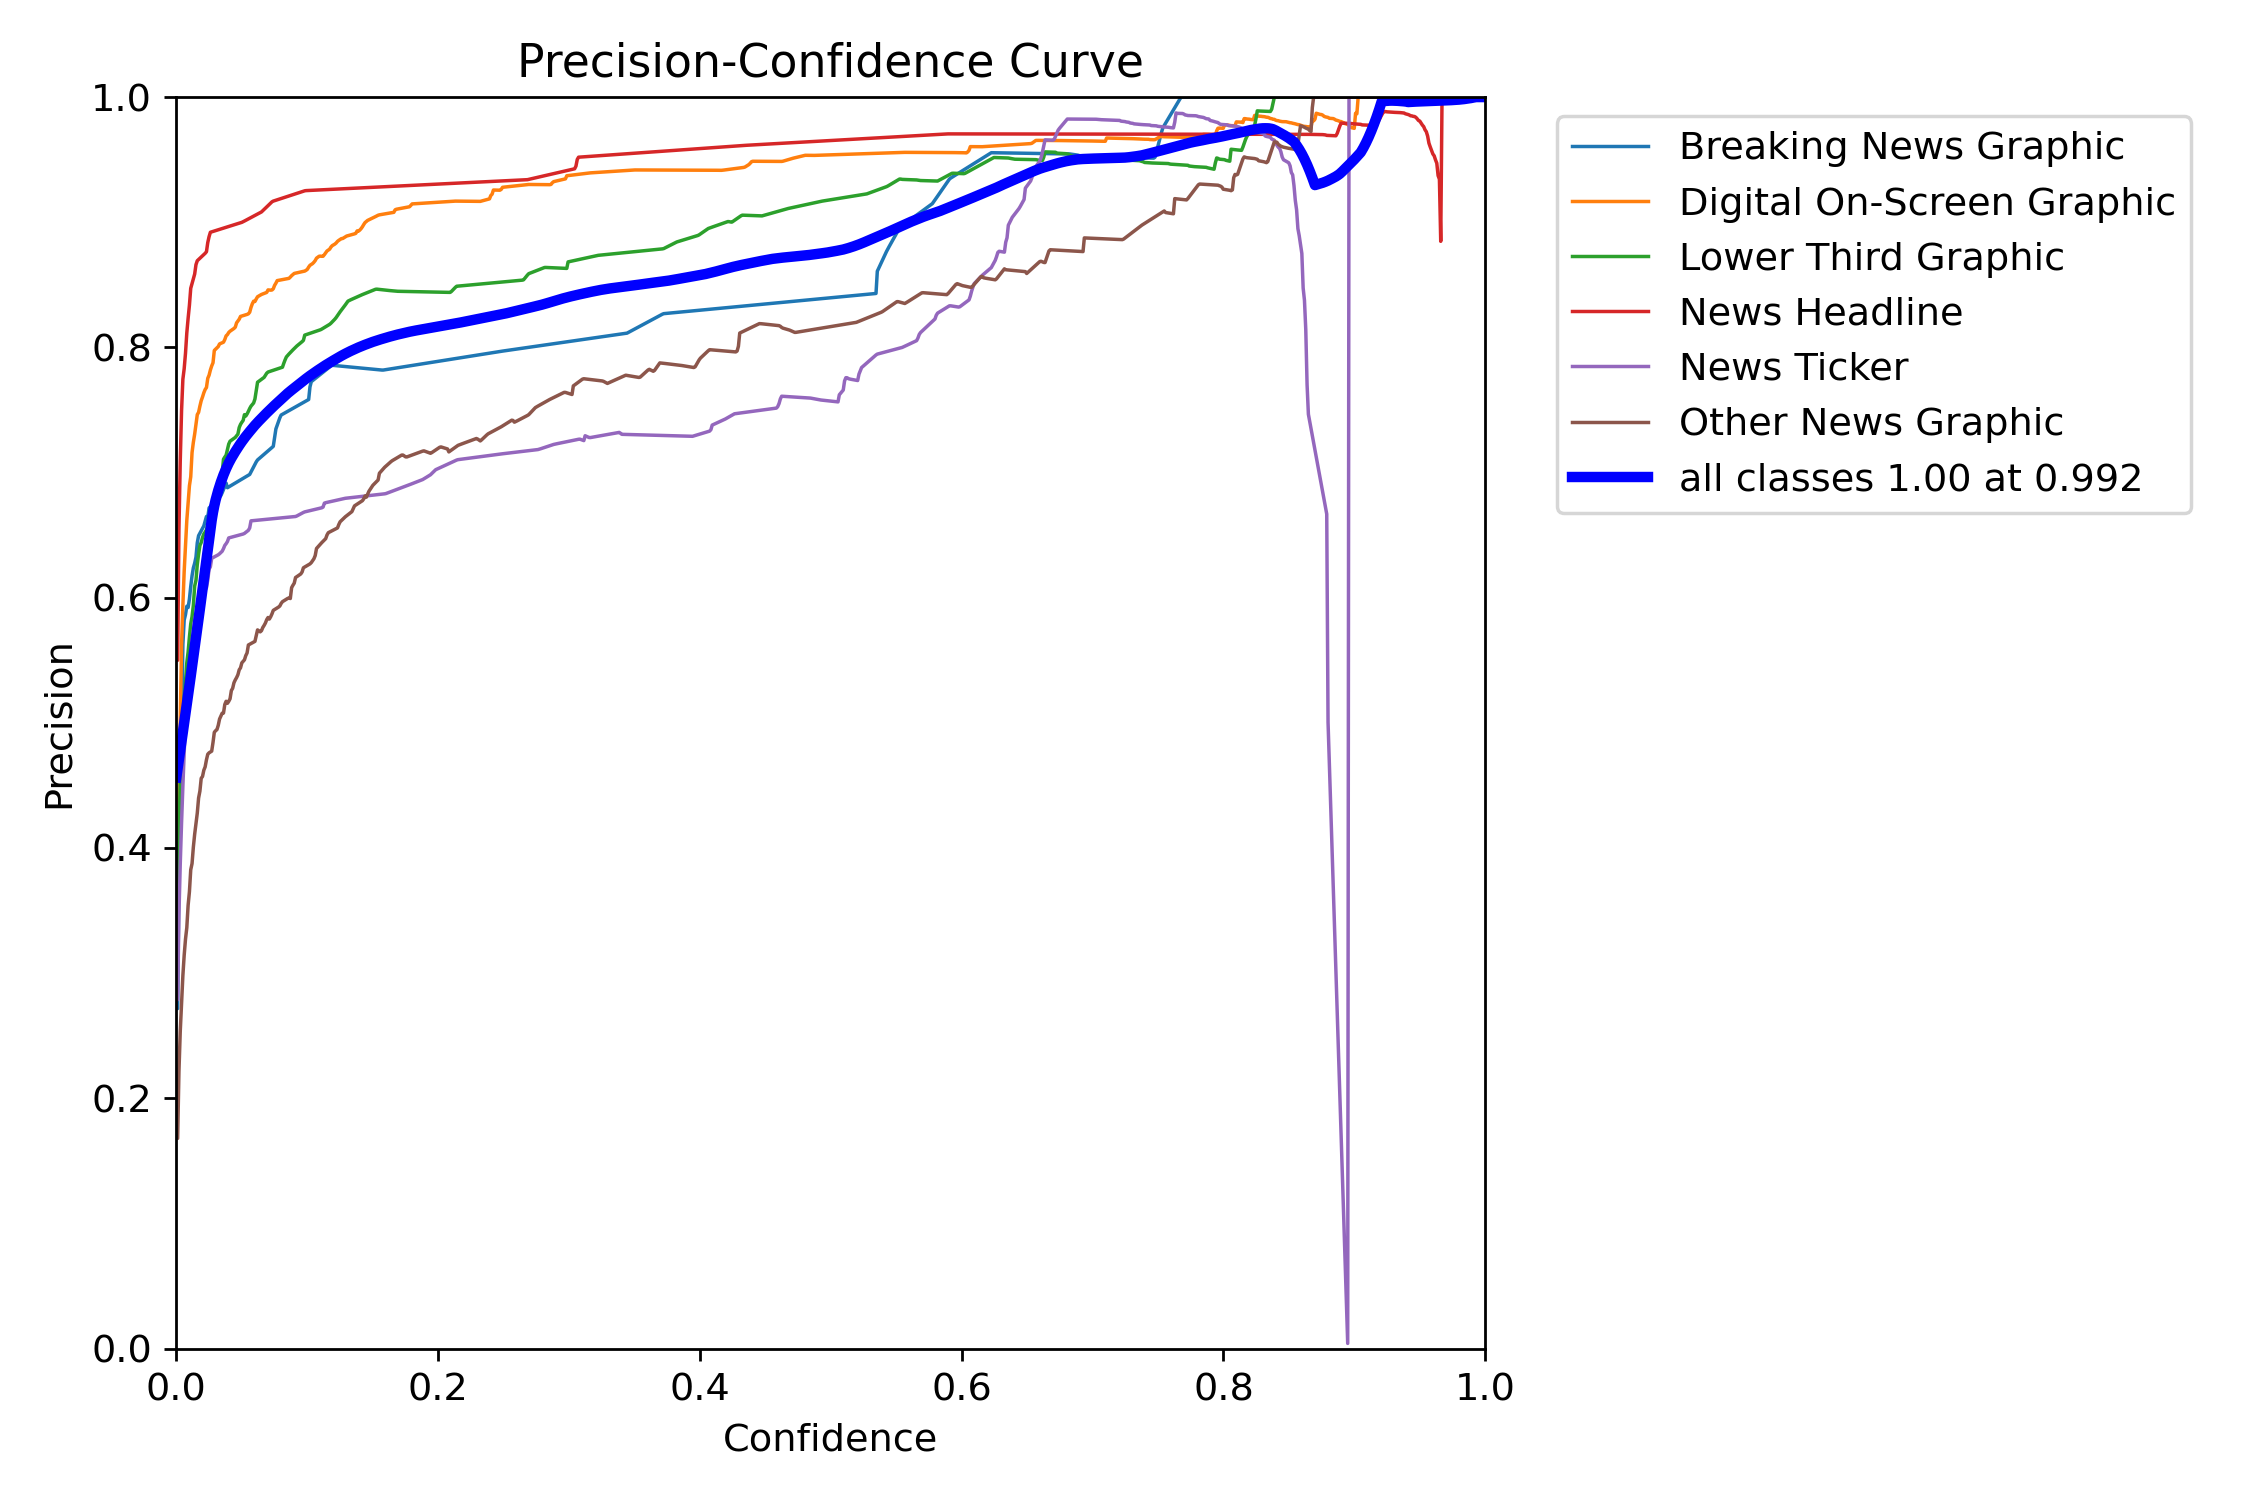 Precision-Confidence Curve
1.0
0.8
0.6
0.4
0.2
0.0
Precision
0.0 0.2 0.4 0.6 0.8 1.0
Confidence
Breaking News Graphic
Digital On-Screen Graphic
Lower Third Graphic
News Headline
News Ticker
Other News Graphic
all classes 1.00 at 0.992